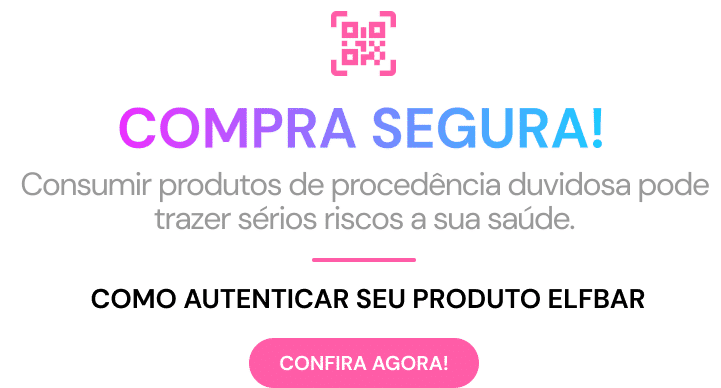 COMPRA SEGURA!
Consumir produtos de procedência duvidosa pode
trazer sérios riscos a sua saúde.
COMO AUTENTICAR SEU PRODUTO ELFBAR
CONFIRA AGORA!